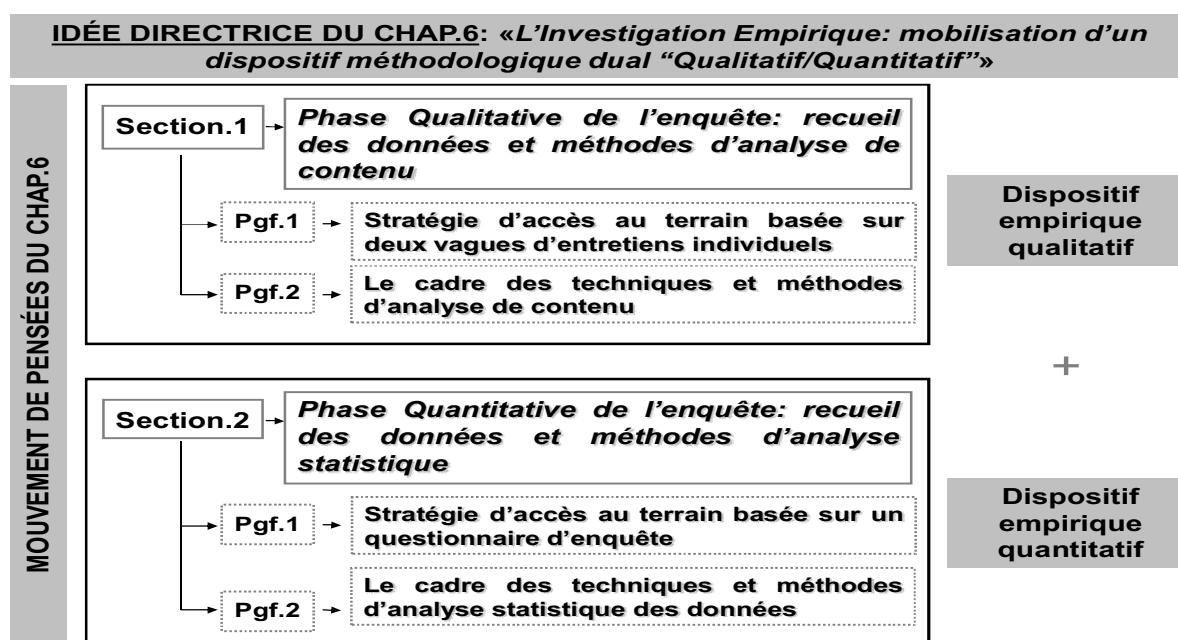 IDÉE DIRECTRICE DU CHAP.6: «L'Investigation Empirique: mobilisation d'un
dispositif méthodologique dual “Qualitatif/Quantitatif”»
MOUVEMENT DE PENSÉES DU CHAP.6
Section.1
Phase Qualitative de l'enquête: recueil
des données et méthodes d'analyse de
contenu
Pgf.1
Stratégie d'accès au terrain basée sur
deux vagues d'entretiens individuels
Pgf.2
Le cadre des techniques et méthodes
d'analyse de contenu
Dispositif
empirique
qualitatif
+
Section.2
Phase Quantitative de l'enquête: recueil
des données et méthodes d'analyse
statistique
Pgf.1
Stratégie d'accès au terrain basée sur un
questionnaire d'enquête
Pgf.2
Le cadre des techniques et méthodes
d'analyse statistique des données
Dispositif
empirique
quantitatif